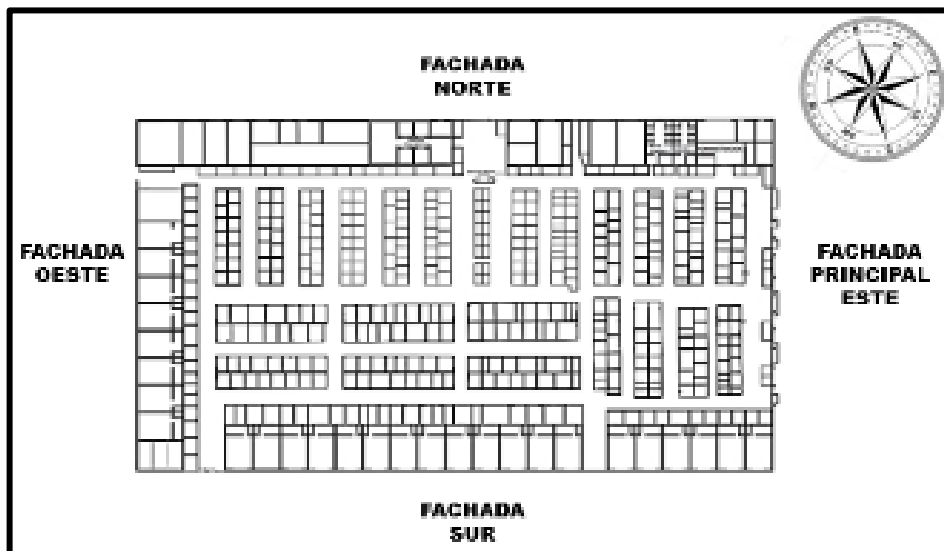 FACHADA
NORTE
FACHADA
OESTE
FACHADA
PRINCIPAL
ESTE
FACHADA
SUR